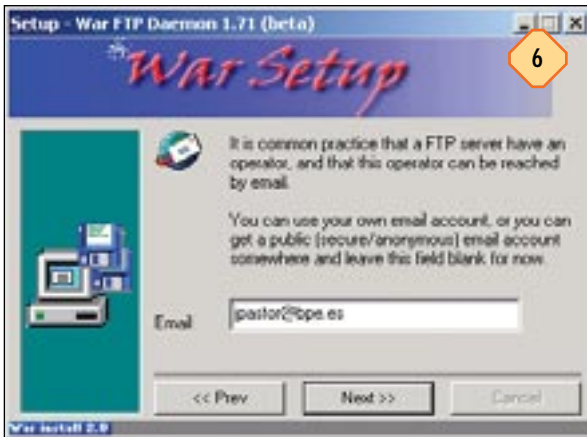 Setup - War FTP Daemon 1.71 (beta)
6
War Setup
It is common practice that a FTP server have an
operator, and that this operator can be reached
by email.
You can use your own email account, or you can
get a public (secure/anonymous) email account
somewhere and leave this field blank for now.
Email
jpastor@bpe.es
<< Prev
Next >>
Cancel
War install 2.0